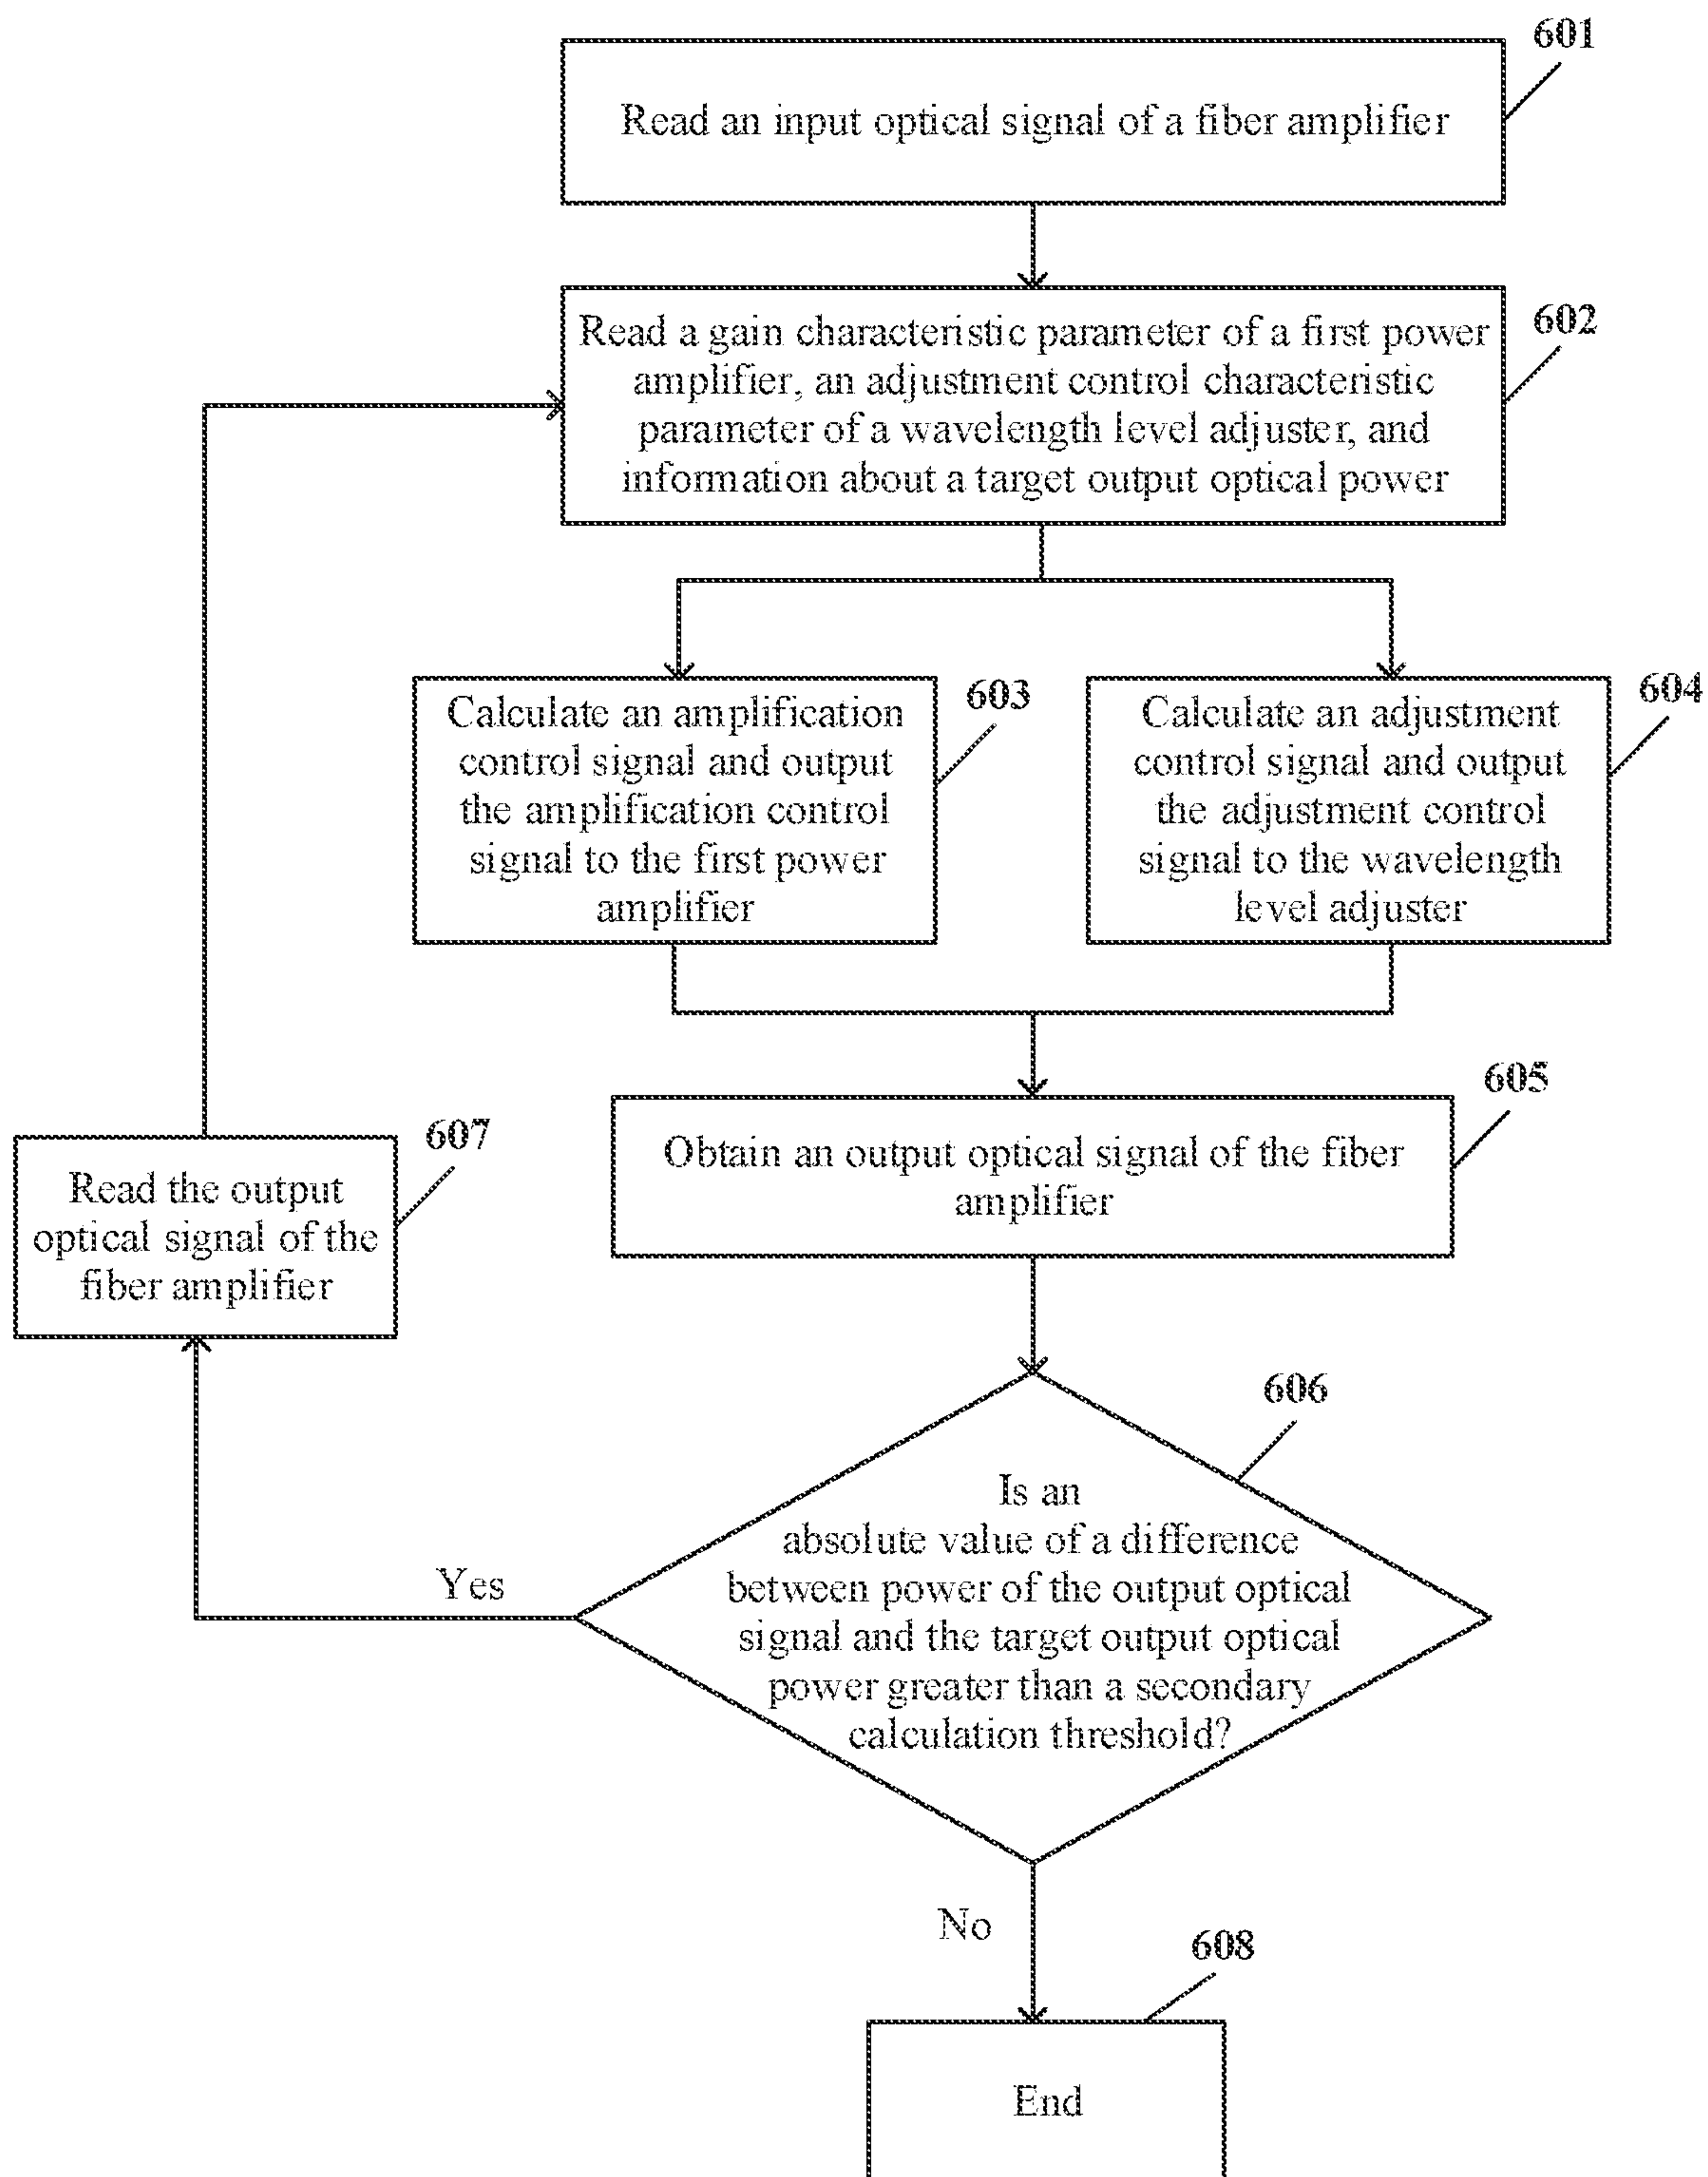 601
Read an input optical signal of a fiber amplifier
602
Read a gain characteristic parameter of a first power
amplifier, an adjustment control characteristic
parameter of a wavelength level adjuster, and
information about a target output optical power
603
Calculate an amplification
control signal and output
the amplification control
signal to the first power
amplifier
604
Calculate an adjustment
control signal and output
the adjustment control
signal to the wavelength
level adjuster
605
Obtain an output optical signal of the fiber
amplifier
607
Read the output
optical signal of the
fiber amplifier
606
Is an
absolute value of a difference
between power of the output optical
signal and the target output optical
power greater than a secondary
calculation threshold?
Yes
No
608
End